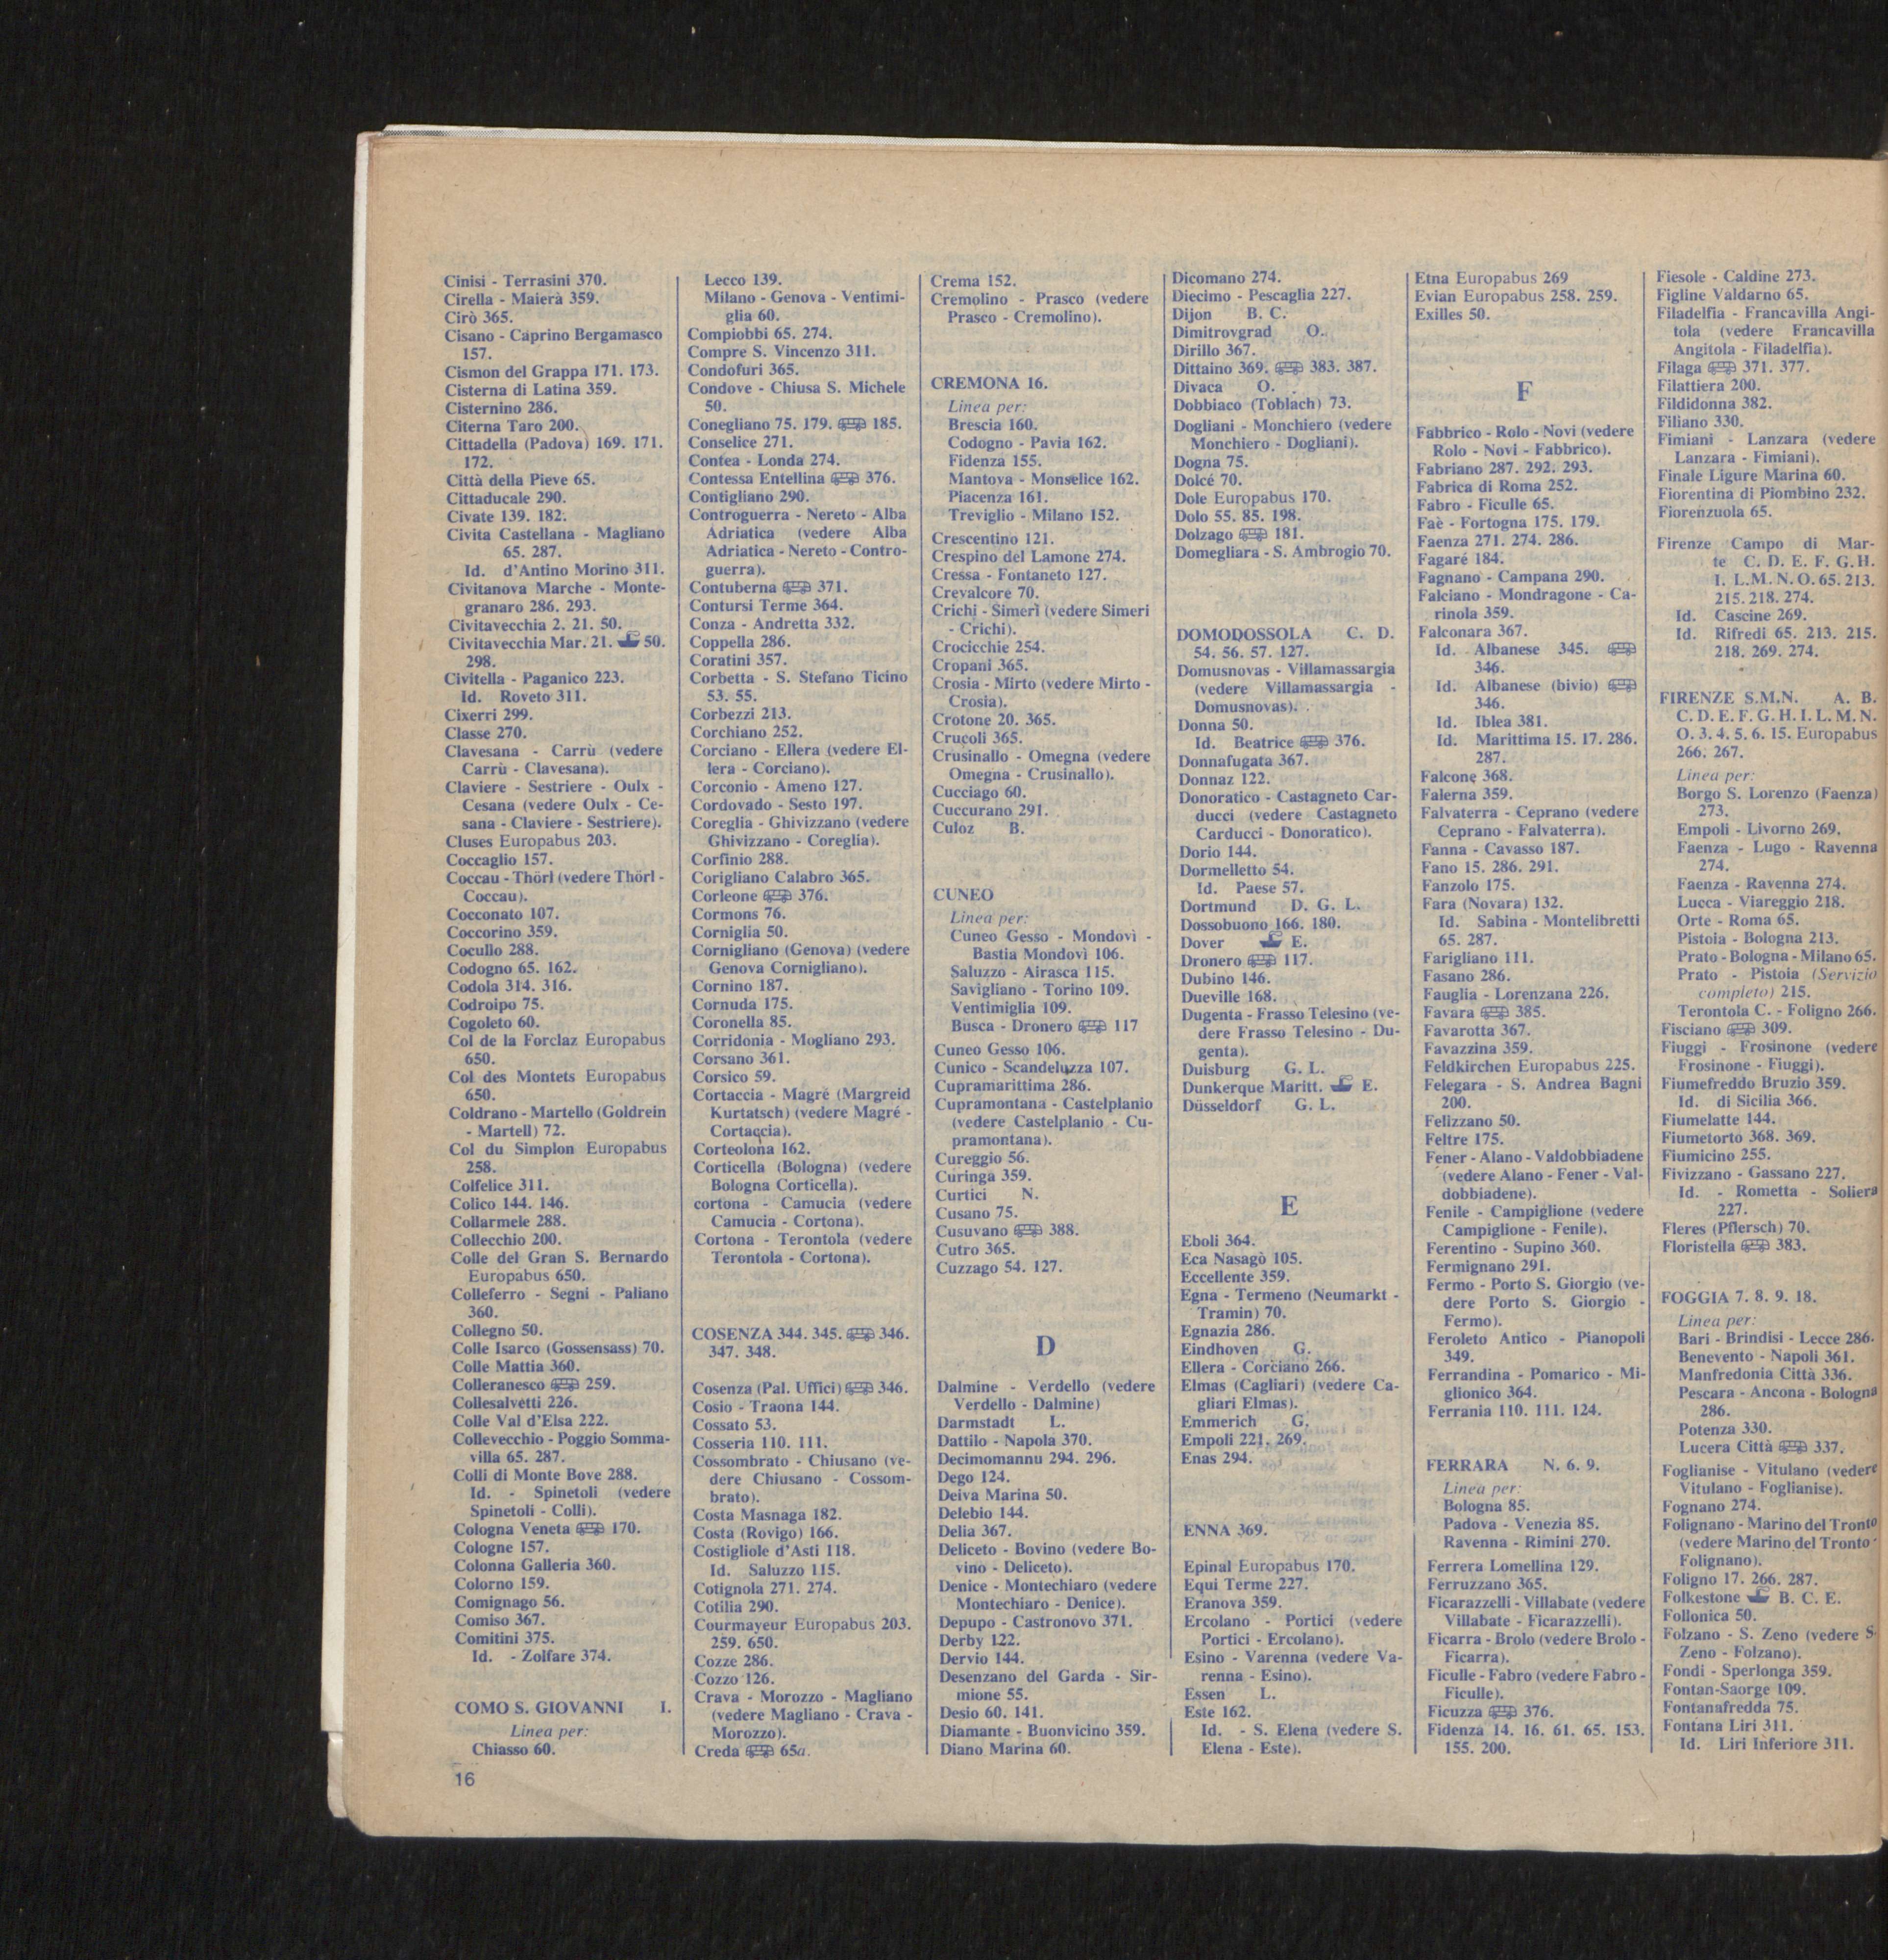 Cinisi - Terrasini 370.
Cirella - Maierà 359.
Cirò 365.
Cisano - Caprino Bergamasco
157.
Cismon del Grappa 171. 173.
Cisterna di Latina 359.
Cisternino 286.
Citerna Taro 200.
Cittadella (Padova) 169. 171.
172.
Città della Pieve 65.
Cittaducale 290.
Civate 139. 182.
Civita Castellana - Magliano
65. 287.
Id. d'Antino Morino 311.
Civitanova Marche - Monte-
granaro 286. 293.
Civitavecchia 2. 21. 50.
Civitavecchia Mar. 21. 50.
298.
Civitella - Paganico 223.
Id. Roveto 311.
Cixerri 299.
Classe 270.
Clavesana - Carrù (vedere
Carrù - Clavesana).
Claviere - Sestriere - Oulx -
Cesana (vedere Oulx - Ce-
sana - Claviere - Sestriere).
Cluses Europabus 203.
Coccaglio 157.
Coccau - Thörl (vedere Thörl -
Coccau).
Cocconato 107.
Coccorino 359.
Cocullo 288.
Codogno 65. 162.
Codola 314. 316.
Codroipo 75.
Cogoleto 60.
Col de la Forclaz Europabus
650.
Col des Montets Europabus
650.
Coldrano - Martello (Goldrein
- Martell) 72.
Col du Simplon Europabus
258.
Colfelice 311.
Colico 144. 146.
Collarmele 288.
Collecchio 200.
Colle del Gran S. Bernardo
Europabus 650.
Colleferro - Segni - Paliano
360.
Collegno 50.
Colle Isarco (Gossensass) 70.
Colle Mattia 360.
Colleranesco 259.
Collesalvetti 226.
Colle Val d'Elsa 222.
Collevecchio - Poggio Somma-
villa 65. 287.
Colli di Monte Bove 288.
Id. - Spinetoli (vedere
Spinetoli - Colli).
Cologna Veneta 170.
Cologne 157.
Colonna Galleria 360.
Colorno 159.
Comignago 56.
Comiso 367.
Comitini 375.
Id. - Zolfare 374.
COMO S. GIOVANNI I.
Linea per:
Chiasso 60.
Lecco 139.
Milano - Genova - Ventimi-
glia 60.
Compiobbi 65. 274.
Compre S. Vincenzo 311.
Condofuri 365.
Condove - Chiusa S. Michele
50.
Conegliano 75. 179. 185.
Conselice 271.
Contea - Londa 274.
Contessa Entellina 376.
Contigliano 290.
Controguerra - Nereto - Alba
Adriatica (vedere Alba
Adriatica - Nereto - Contro-
guerra).
Contuberna 371.
Contursi Terme 364.
Conza - Andretta 332.
Coppella 286.
Coratini 357.
Corbetta - S. Stefano Ticino
53. 55.
Corbezzi 213.
Corchiano 252.
Corciano - Ellera (vedere El-
lera - Corciano).
Corconio - Ameno 127.
Cordovado - Sesto 197.
Coreglia - Ghivizzano (vedere
Ghivizzano - Coreglia).
Corfinio 288.
Corigliano Calabro 365.
Corleone 376.
Cormons 76.
Corniglia 50.
Cornigliano (Genova) (vedere
Genova Cornigliano).
Cornino 187.
Cornuda 175.
Coronella 85.
Corridonia - Mogliano 293.
Corsano 361.
Corsico 59.
Cortaccia - Magrè (Margreid
Kurtatsch) (vedere Magré -
Cortaccia).
Corteolona 162.
Corticella (Bologna) (vedere
Bologna Corticella).
cortona - Camucia (vedere
Camucia - Cortona).
Cortona - Terontola (vedere
Terontola - Cortona).
COSENZA 344. 345. 346.
347. 348.
Cosenza (Pal. Uffici) 346.
Cosio - Traona 144.
Cossato 53.
Cosseria 110. 111.
Cossombrato - Chiusano (ve-
dere Chiusano - Cossom-
brato).
Costa Masnaga 182.
Costa (Rovigo) 166.
Costigliole d'Asti 118.
Id. Saluzzo 115.
Cotignola 271. 274.
Cotilia 290.
Courmayeur Europabus 203.
259. 650.
Cozze 286.
Cozzo 126.
Crava - Morozzo - Magliano
(vedere Magliano - Crava -
Morozzo).
Creda 65a.
Crema 152.
Cremolino - Prasco (vedere
Prasco - Cremolino).
CREMONA 16.
Linea per:
Brescia 160.
Codogno - Pavia 162.
Fidenza 155.
Mantova - Monselice 162.
Piacenza 161.
Treviglio - Milano 152.
Crescentino 121.
Crespino del Lamone 274.
Cressa - Fontaneto 127.
Crevalcore 70.
Crichi - Simeri (vedere Simeri
- Crichi).
Crocicchie 254.
Cropani 365.
Crosia - Mirto (vedere Mirto -
Crosia).
Crotone 20. 365.
Crucoli 365.
Crusinallo - Omegna (vedere
Omegna - Crusinallo).
Cucciago 60.
Cuccurano 291.
Culoz B.
CUNEO
Linea per:
Cuneo Gesso - Mondovì -
Bastia Mondovì 106.
Saluzzo - Airasca 115.
Savigliano - Torino 109.
Ventimiglia 109.
Busca - Dronero 117
Cuneo Gesso 106.
Cunico - Scandeluzza 107.
Cupramarittima 286.
Cupramontana - Castelplanio
(vedere Castelplanio - Cu-
pramontana).
Cureggio 56.
Curinga 359.
Curtici N.
Cusano 75.
Cusuvano 388.
Cutro 365.
Cuzzago 54. 127.
D
Dalmine - Verdello (vedere
Verdello - Dalmine)
Darmstadt L.
Dattilo - Napola 370.
Decimomannu 294. 296.
Dego 124.
Deiva Marina 50.
Delebio 144.
Delia 367.
Deliceto - Bovino (vedere Bo-
vino - Deliceto).
Denice - Montechiaro (vedere
Montechiaro - Denice).
Depupo - Castronovo 371.
Derby 122.
Dervio 144.
Desenzano del Garda - Sir-
mione 55.
Desio 60. 141.
Diamante - Buonvicino 359.
Diano Marina 60.
Dicomano 274.
Diecimo - Pescaglia 227.
Dijon B. C.
Dimitrovgrad O.
Dirillo 367.
Dittaino 369. 383. 387.
Divaca O.
Dobbiaco (Toblach) 73.
Dogliani - Monchiero (vedere
Monchiero - Dogliani).
Dogna 75.
Dolcé 70.
Dole Europabus 170.
Dolo 55. 85. 198.
Dolzago 181.
Domegliara - S. Ambrogio 70.
DOMODOSSOLA C. D.
54. 56. 57. 127.
Domusnovas - Villamassargia
(vedere Villamassargia -
Domusnovas).
Donna 50.
Id. Beatrice 376.
Donnafugata 367.
Donnaz 122.
Donoratico - Castagneto Car-
ducci (vedere Castagneto
Carducci - Donoratico).
Dorio 144.
Dormelletto 54.
Id. Paese 57.
Dortmund D. G. L.
Dossobuono 166. 180.
Dover E.
Dronero 117.
Dubino 146.
Dueville 168.
Dugenta - Frasso Telesino (ve-
dere Frasso Telesino - Du-
genta).
Duisburg G. L.
Dunkerque Maritt. E.
Düsseldorf G. L.
E
Eboli 364.
Eca Nasagò 105.
Eccellente 359.
Egna - Termeno (Neumarkt -
Tramin) 70.
Egnazia 286.
Eindhoven G.
Ellera - Corciano 266.
Elmas (Cagliari) (vedere Ca-
gliari Elmas).
Emmerich G.
Empoli 221. 269.
Enas 294.
ENNA 369.
Epinal Europabus 170.
Equi Terme 227.
Eranova 359.
Ercolano - Portici (vedere
Portici - Ercolano).
Esino - Varenna (vedere Va-
renna - Esino).
Essen L.
Este 162.
Id. - S. Elena (vedere S.
Elena - Este).
Etna Europabus 269
Evian Europabus 258. 259.
Exilles 50.
F
Fabbrico - Rolo - Novi (vedere
Rolo - Novi - Fabbrico).
Fabriano 287. 292. 293.
Fabrica di Roma 252.
Fabro - Ficulle 65.
Faè - Fortogna 175. 179.
Faenza 271. 274. 286.
Fagaré 184.
Fagnano - Campana 290.
Falciano - Mondragone - Ca-
rinola 359.
Falconara 367.
Id. Albanese 345.
346.
Id. Albanese (bivio)
346.
Id. Iblea 381.
Id. Marittima 15. 17. 286.
287.
Falcone 368.
Falerna 359.
Falvaterra - Ceprano (vedere
Ceprano - Falvaterra).
Fanna - Cavasso 187.
Fano 15. 286. 291.
Fanzolo 175.
Fara (Novara) 132.
Id. Sabina - Montelibretti
65. 287.
Farigliano 111.
Fasano 286.
Fauglia - Lorenzana 226.
Favara 385.
Favarotta 367.
Favazzina 359.
Feldkirchen Europabus 225.
Felegara - S. Andrea Bagni
200.
Felizzano 50.
Feltre 175.
Fener - Alano - Valdobbiadene
(vedere Alano - Fener - Val-
dobbiadene).
Fenile - Campiglione (vedere
Campiglione - Fenile).
Ferentino - Supino 360.
Fermignano 291.
Fermo - Porto S. Giorgio (ve-
dere Porto S. Giorgio -
Fermo).
Feroleto Antico - Pianopoli
349.
Ferrandina - Pomarico - Mi-
glionico 364.
Ferrania 110. 111. 124.
FERRARA N. 6. 9.
Linea per:
Bologna 85.
Padova - Venezia 85.
Ravenna - Rimini 270.
Ferrera Lomellina 129.
Ferruzzano 365.
Ficarazzelli - Villabate (vedere
Villabate - Ficarazzelli).
Ficarra - Brolo (vedere Brolo -
Ficarra).
Ficulle - Fabro (vedere Fabro -
Ficulle).
Ficuzza 376.
Fidenza 14. 16. 61. 65. 153.
155. 200.
Fiesole - Caldine 273.
Figline Valdarno 65.
Filadelfia - Francavilla Angi-
tola (vedere Francavilla
Angitola - Filadelfia).
Filaga 371. 377.
Filattiera 200.
Fildidonna 382.
Filiano 330.
Fimiani - Lanzara (vedere
Lanzara - Fimiani).
Finale Ligure Marina 60.
Fiorentina di Piombino 232.
Fiorenzuola 65.
Firenze Campo di Mar-
te C. D. E. F. G. H.
I. L. M. N. O. 65. 213.
215. 218. 274.
Id. Cascine 269.
Id. Rifredi 65. 213. 215.
218. 269. 274.
FIRENZE S.M.N. A. B.
C. D. E. F. G. H. I. L. M. N.
O. 3. 4. 5. 6. 15. Europabus
266. 267.
Linea per:
Borgo S. Lorenzo (Faenza)
273.
Empoli - Livorno 269.
Faenza - Lugo - Ravenna
274.
Faenza - Ravenna 274.
Lucca - Viareggio 218.
Orte - Roma 65.
Pistoia - Bologna 213.
Prato - Bologna - Milano 65.
Prato - Pistoia (Servizio
completo) 215.
Terontola C. - Foligno 266.
Fisciano 309.
Fiuggi - Frosinone (vedere
Frosinone - Fiuggi).
Fiumefreddo Bruzio 359.
Id. di Sicilia 366.
Fiumelatte 144.
Fiumetorto 368. 369.
Fiumicino 255.
Fivizzano - Gassano 227.
Id. - Rometta - Soliera
227.
Fleres (Pflersch) 70.
Floristella 383.
FOGGIA 7. 8. 9. 18.
Linea per:
Bari - Brindisi - Lecce 286.
Benevento - Napoli 361.
Manfredonia Città 336.
Pescara - Ancona - Bologna
286.
Potenza 330.
Lucera Città 337.
Foglianise - Vitulano (vedere
Vitulano - Foglianise).
Fognano 274.
Folignano - Marino del Tronto
(vedere Marino del Tronto -
Folignano).
Foligno 17. 266. 287.
Folkestone B. C. E.
Follonica 50.
Folzano - S. Zeno (vedere S.
Zeno - Folzano).
Fondi - Sperlonga 359.
Fontan-Saorge 109.
Fontanafredda 75.
Fontana Liri 311.
Id. Liri Inferiore 311.
16